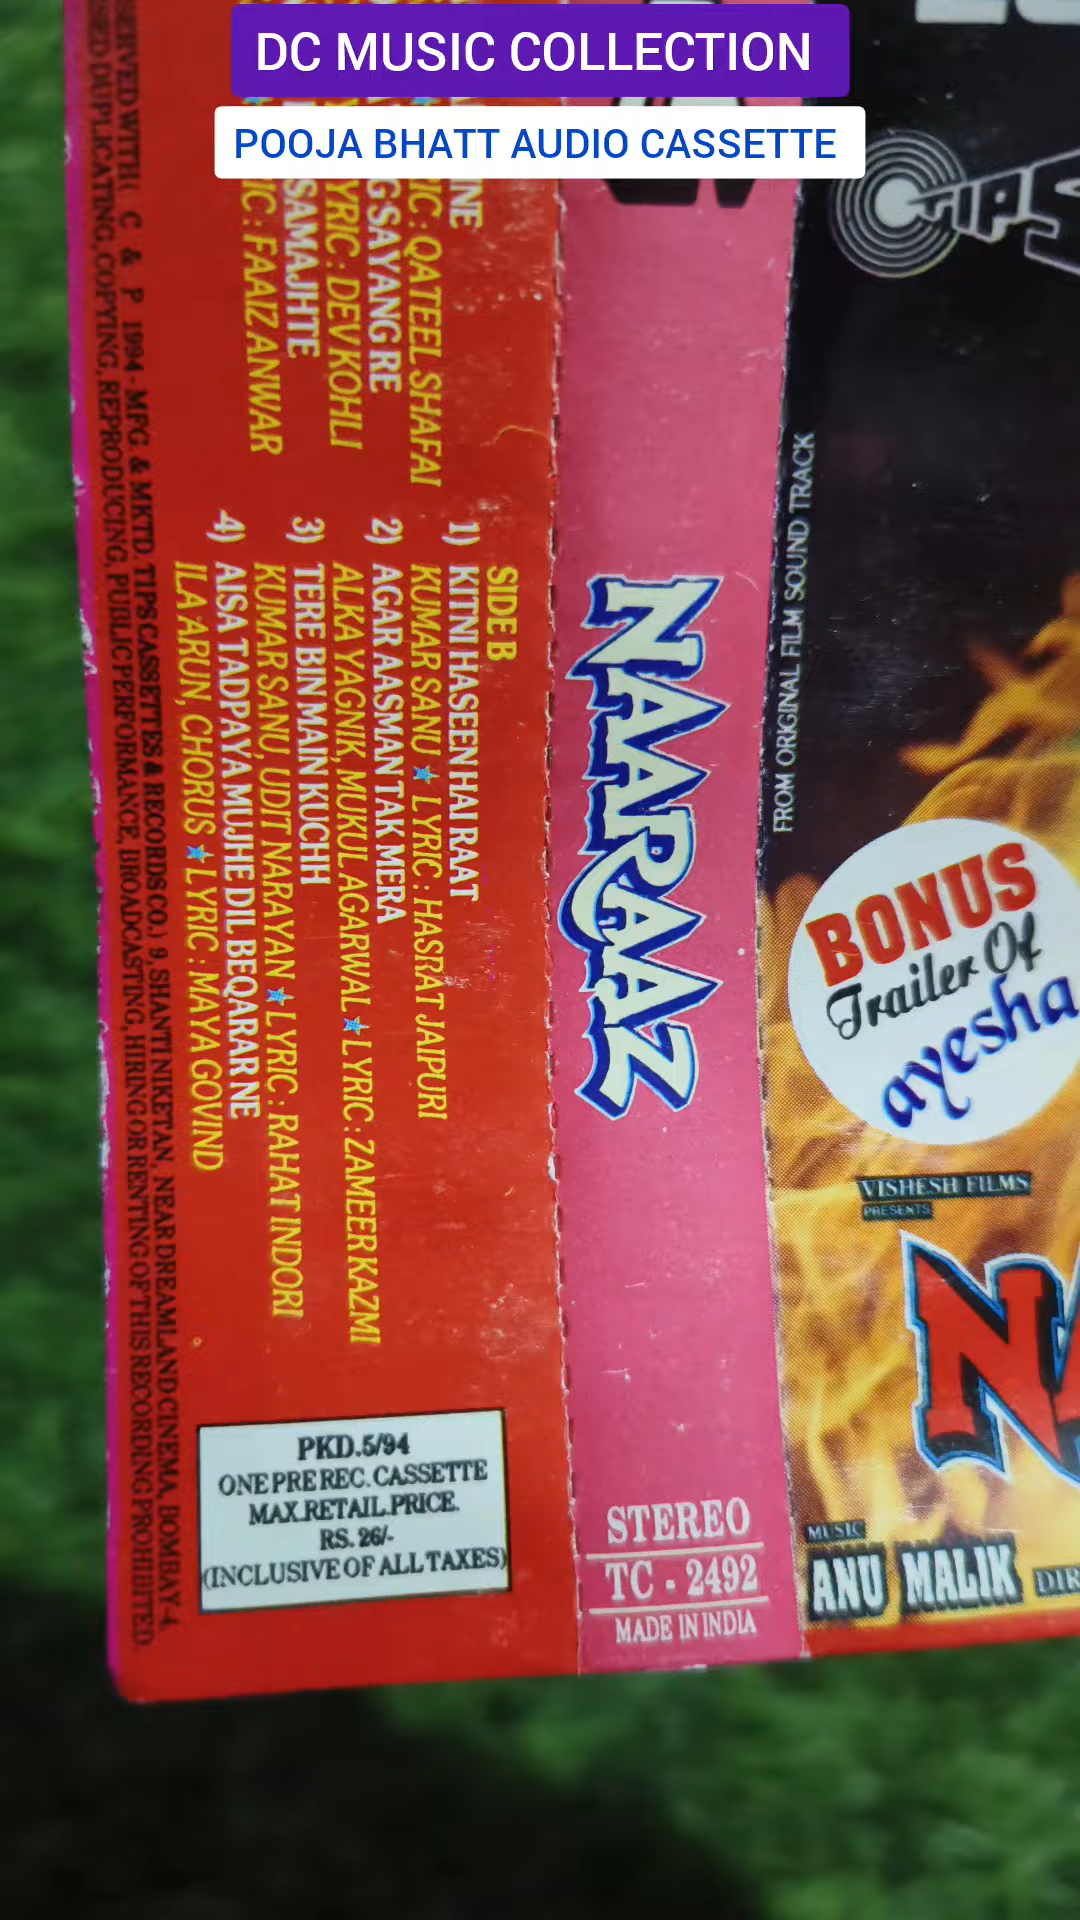 DC MUSIC COLLECTION
POOJA BHATT AUDIO CASSETTE
NE
IC : QATEEL SHAFAI
G SAYANG RE
YRIC : DEV KOHLI
SAMAJHTE
IC : FAAIZ ANWAR
SIDE B
1) KITNI HASEEN HAI RAAT
KUMAR SANU ★ LYRIC : HASRAT JAIPURI
2) AGAR AASMAN TAK MERA
ALKA YAGNIK, MUKUL AGARWAL ★ LYRIC : ZAMEER KAZMI
3) TERE BIN MAIN KUCHH
KUMAR SANU, UDIT NARAYAN ★ LYRIC : RAHAT INDORI
4) AISA TADPAYA MUJHE DIL BEQARAR NE
ILA ARUN, CHORUS ★ LYRIC : MAYA GOVIND
SERVED WITH ( C & P 1994 - MFG. & MKTD. TIPS CASSETTES & RECORDS CO.) 9, SHANTI NIKETAN, NEAR DREAMLAND CINEMA, BOMBAY-4.
SED DUPLICATING, COPYING, REPRODUCING, PUBLIC PERFORMANCE, BROADCASTING, HIRING OR RENTING OF THIS RECORDING PROHIBITED.
PKD.5/94
ONE PRE REC. CASSETTE
MAX.RETAIL.PRICE.
RS. 26/-
(INCLUSIVE OF ALL TAXES)
NAARAAZ
STEREO
TC - 2492
MADE IN INDIA
TIPS
FROM ORIGINAL FILM SOUND TRACK
BONUS
Trailer Of
ayesha
VISHESH FILMS
PRESENTS
NA
MUSIC
ANU MALIK
DIR